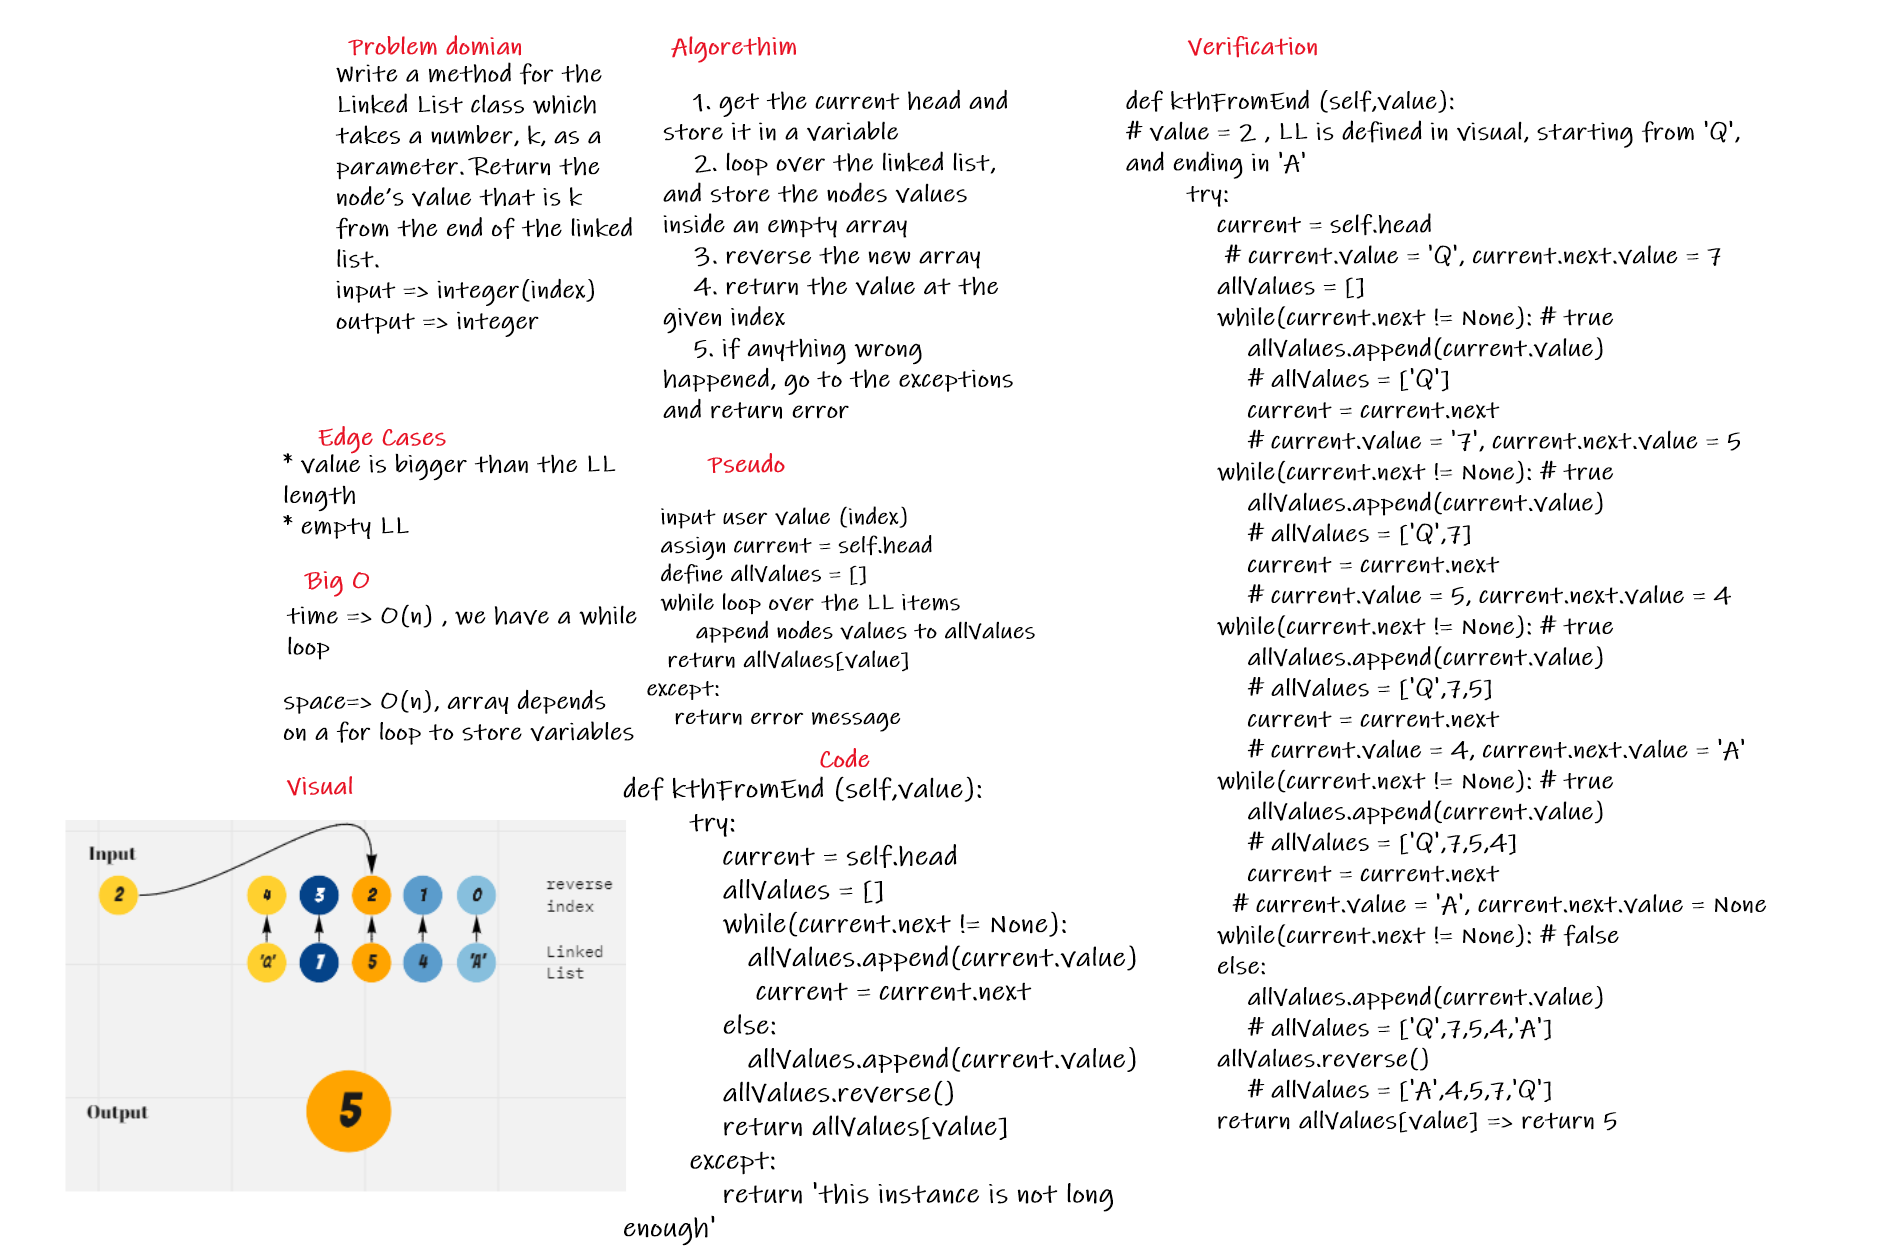 Problem domian
Write a method for the
Linked List class which
takes a number, k, as a
parameter. Return the
node's value that is k
from the end of the linked
list.
input => integer(index)
output => integer
Edge Cases
* value is bigger than the LL
length
* empty LL
Big O
time => O(n) , we have a while
loop
space=> O(n), array depends
on a for loop to store variables
Visual
Input
2
4 3 2 1 0
reverse
index
'Q' 7 5 4 'A'
Linked
List
Output
5
Algorethim
1. get the current head and
store it in a variable
2. loop over the linked list,
and store the nodes values
inside an empty array
3. reverse the new array
4. return the value at the
given index
5. if anything wrong
happened, go to the exceptions
and return error
Pseudo
input user value (index)
assign current = self.head
define allValues = []
while loop over the LL items
append nodes values to allValues
return allValues[value]
except:
return error message
Code
def kthFromEnd (self,value):
try:
current = self.head
allValues = []
while(current.next != None):
allValues.append(current.value)
current = current.next
else:
allValues.append(current.value)
allValues.reverse()
return allValues[value]
except:
return 'this instance is not long
enough'
Verification
def kthFromEnd (self,value):
# value = 2 , LL is defined in visual, starting from 'Q',
and ending in 'A'
try:
current = self.head
# current.value = 'Q', current.next.value = 7
allValues = []
while(current.next != None): # true
allValues.append(current.value)
# allValues = ['Q']
current = current.next
# current.value = '7', current.next.value = 5
while(current.next != None): # true
allValues.append(current.value)
# allValues = ['Q',7]
current = current.next
# current.value = 5, current.next.value = 4
while(current.next != None): # true
allValues.append(current.value)
# allValues = ['Q',7,5]
current = current.next
# current.value = 4, current.next.value = 'A'
while(current.next != None): # true
allValues.append(current.value)
# allValues = ['Q',7,5,4]
current = current.next
# current.value = 'A', current.next.value = None
while(current.next != None): # false
else:
allValues.append(current.value)
# allValues = ['Q',7,5,4,'A']
allValues.reverse()
# allValues = ['A',4,5,7,'Q']
return allValues[value] => return 5